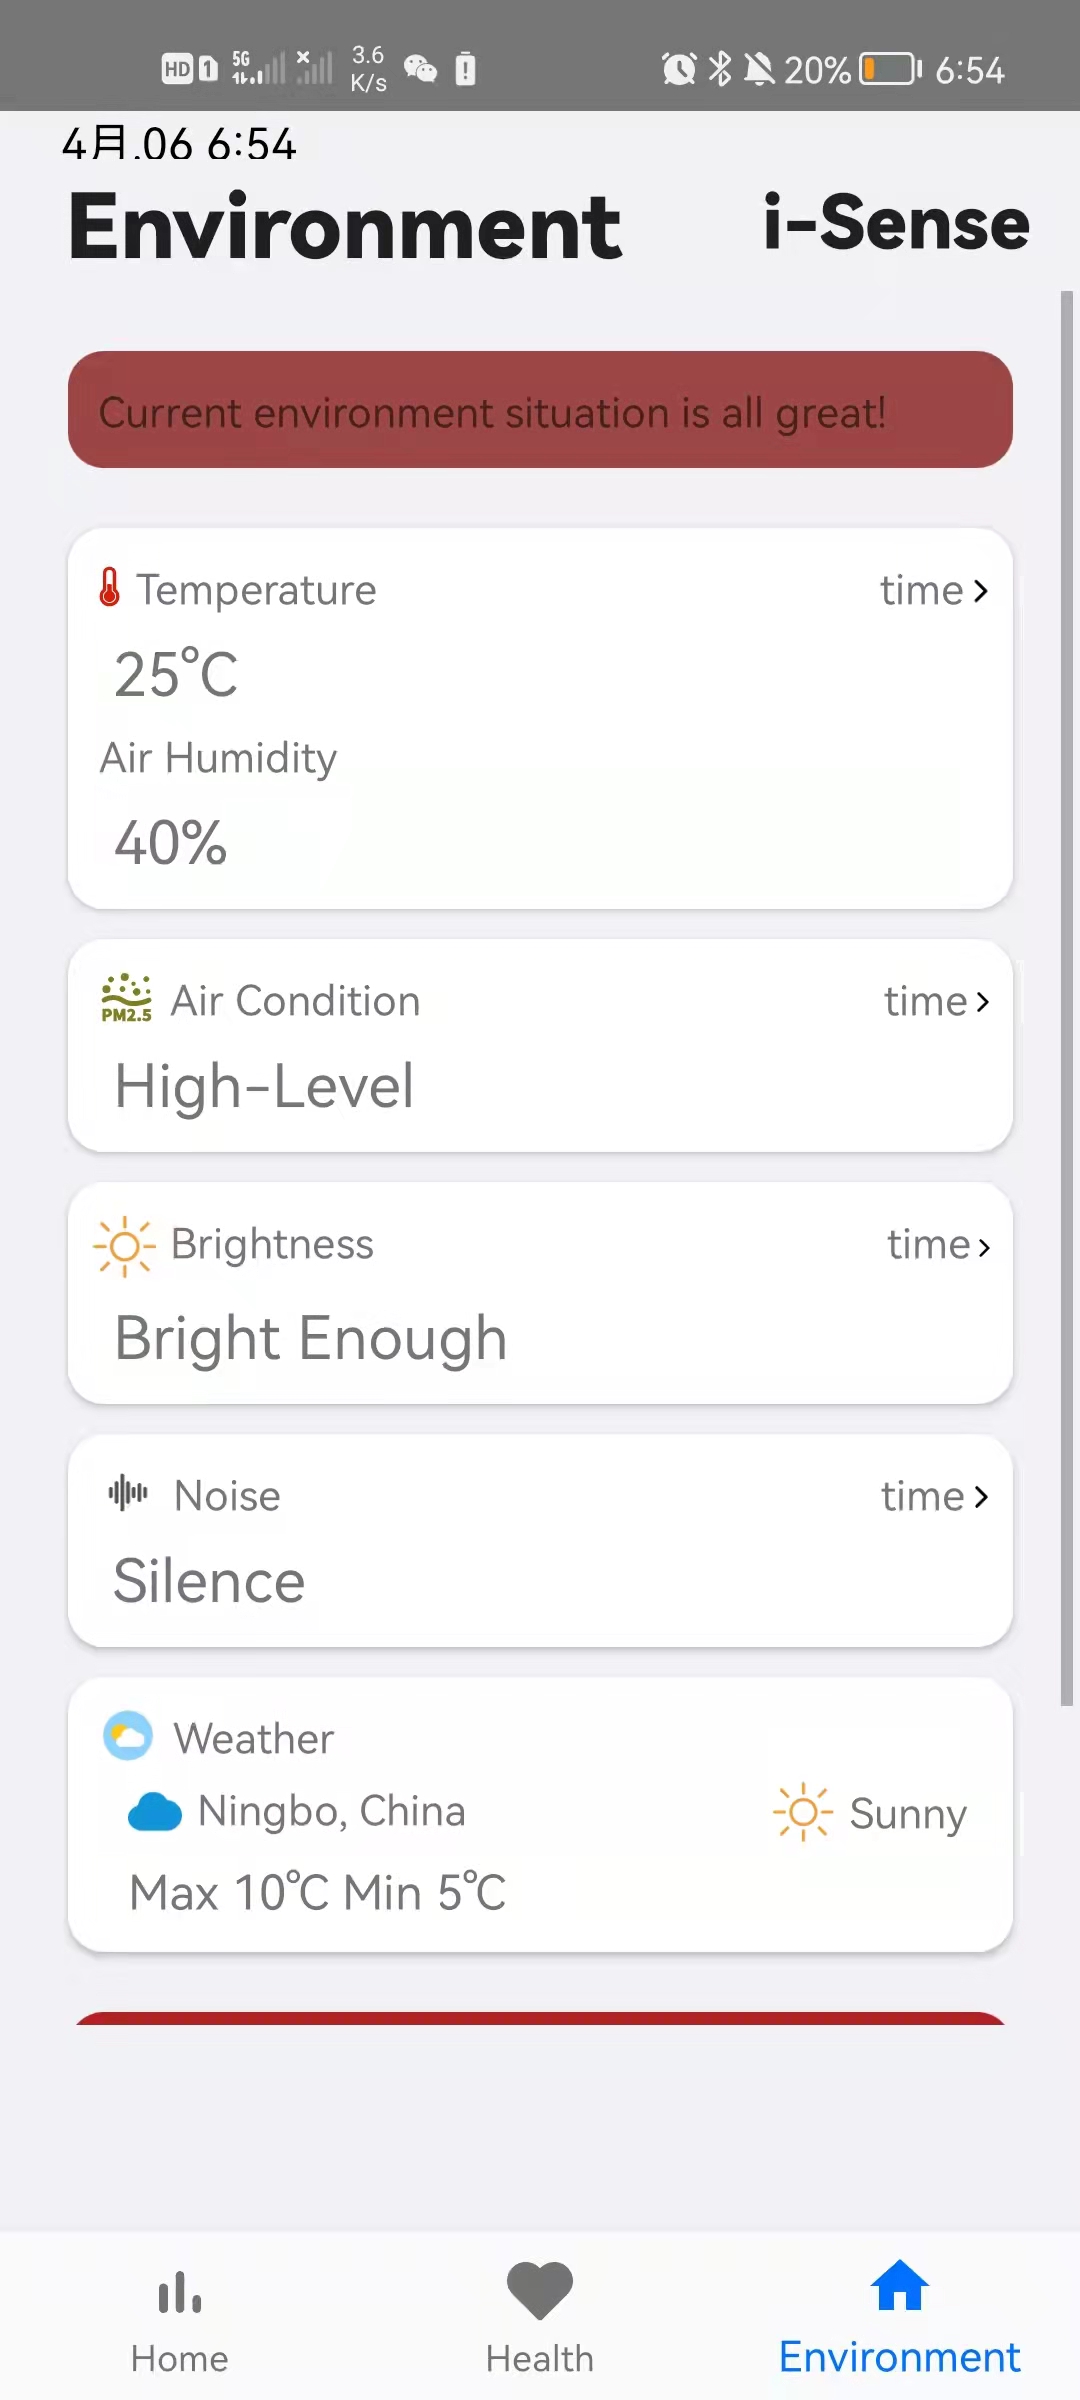 HD 1 5G 3.6 K/s 20% 6:54
4月.06 6:54
Environment i-Sense
Current environment situation is all great!
Temperature time
25°C
Air Humidity
40%
PM2.5 Air Condition time
High-Level
Brightness time
Bright Enough
Noise time
Silence
Weather
Ningbo, China Sunny
Max 10℃ Min 5℃
Home Health Environment